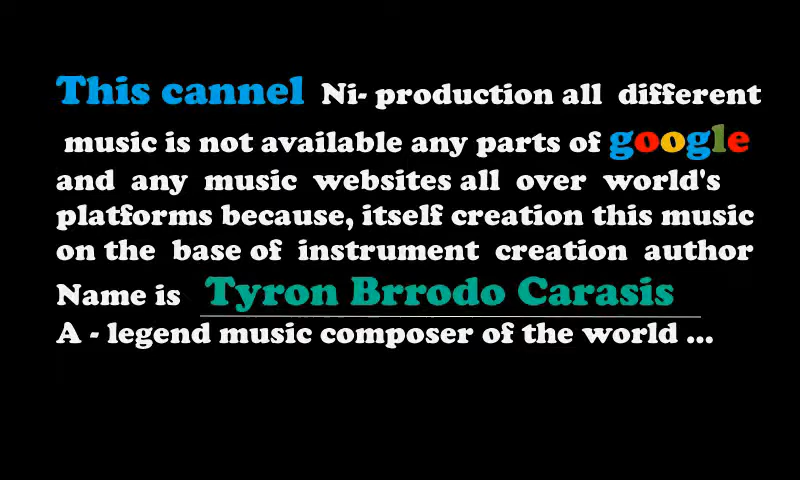 This cannel Ni- production all different
music is not available any parts of google
and any music websites all over world's
platforms because, itself creation this music
on the base of instrument creation author
Name is Tyron Brrodo Carasis
A - legend music composer of the world ...